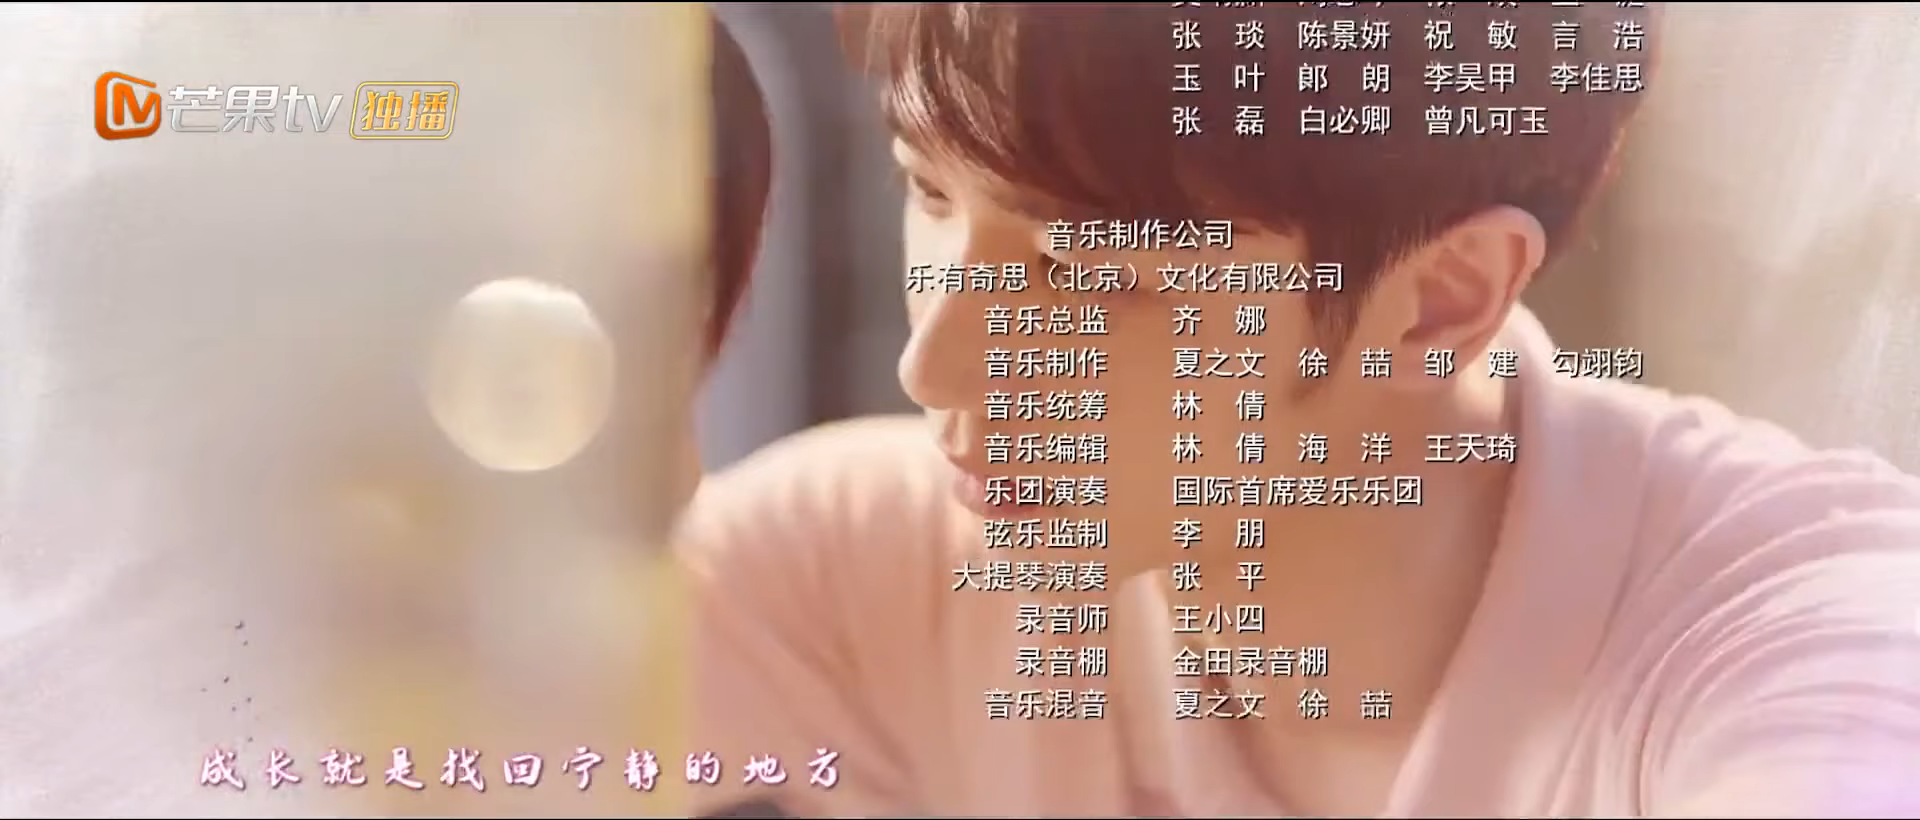 张 琰 陈景妍 祝 敏 言 浩
芒果tv 独播
玉 叶 郎 朗 李昊甲 李佳思
张 磊 白必卿 曾凡可玉
音乐制作公司
乐有奇思（北京）文化有限公司
音乐总监 齐 娜
音乐制作 夏之文 徐 喆 邹 建 勾翊钧
音乐统筹 林 倩
音乐编辑 林 倩 海 洋 王天琦
乐团演奏 国际首席爱乐乐团
弦乐监制 李 朋
大提琴演奏 张 平
录音师 王小四
录音棚 金田录音棚
音乐混音 夏之文 徐 喆
成长就是找回宁静的地方